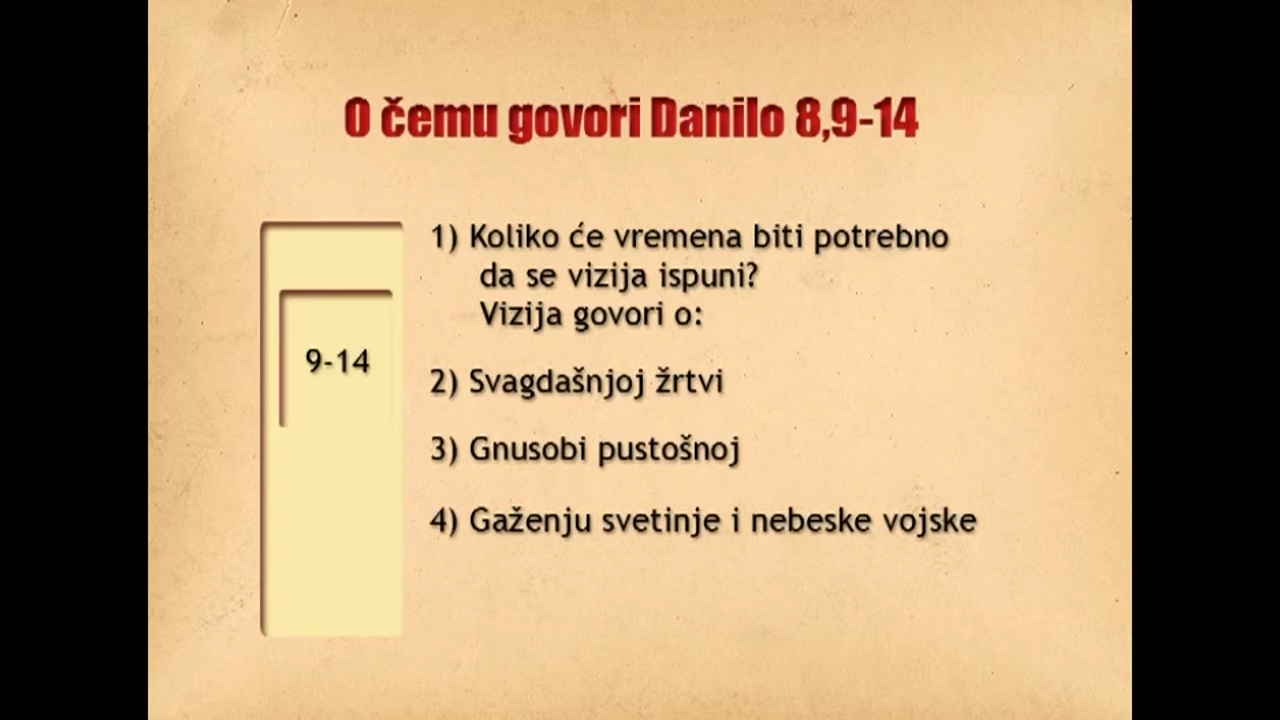 O čemu govori Danilo 8,9-14
1) Koliko će vremena biti potrebno
da se vizija ispuni?
Vizija govori o:
9-14
2) Svagdašnjoj žrtvi
3) Gnusobi pustošnoj
4) Gaženju svetinje i nebeske vojske